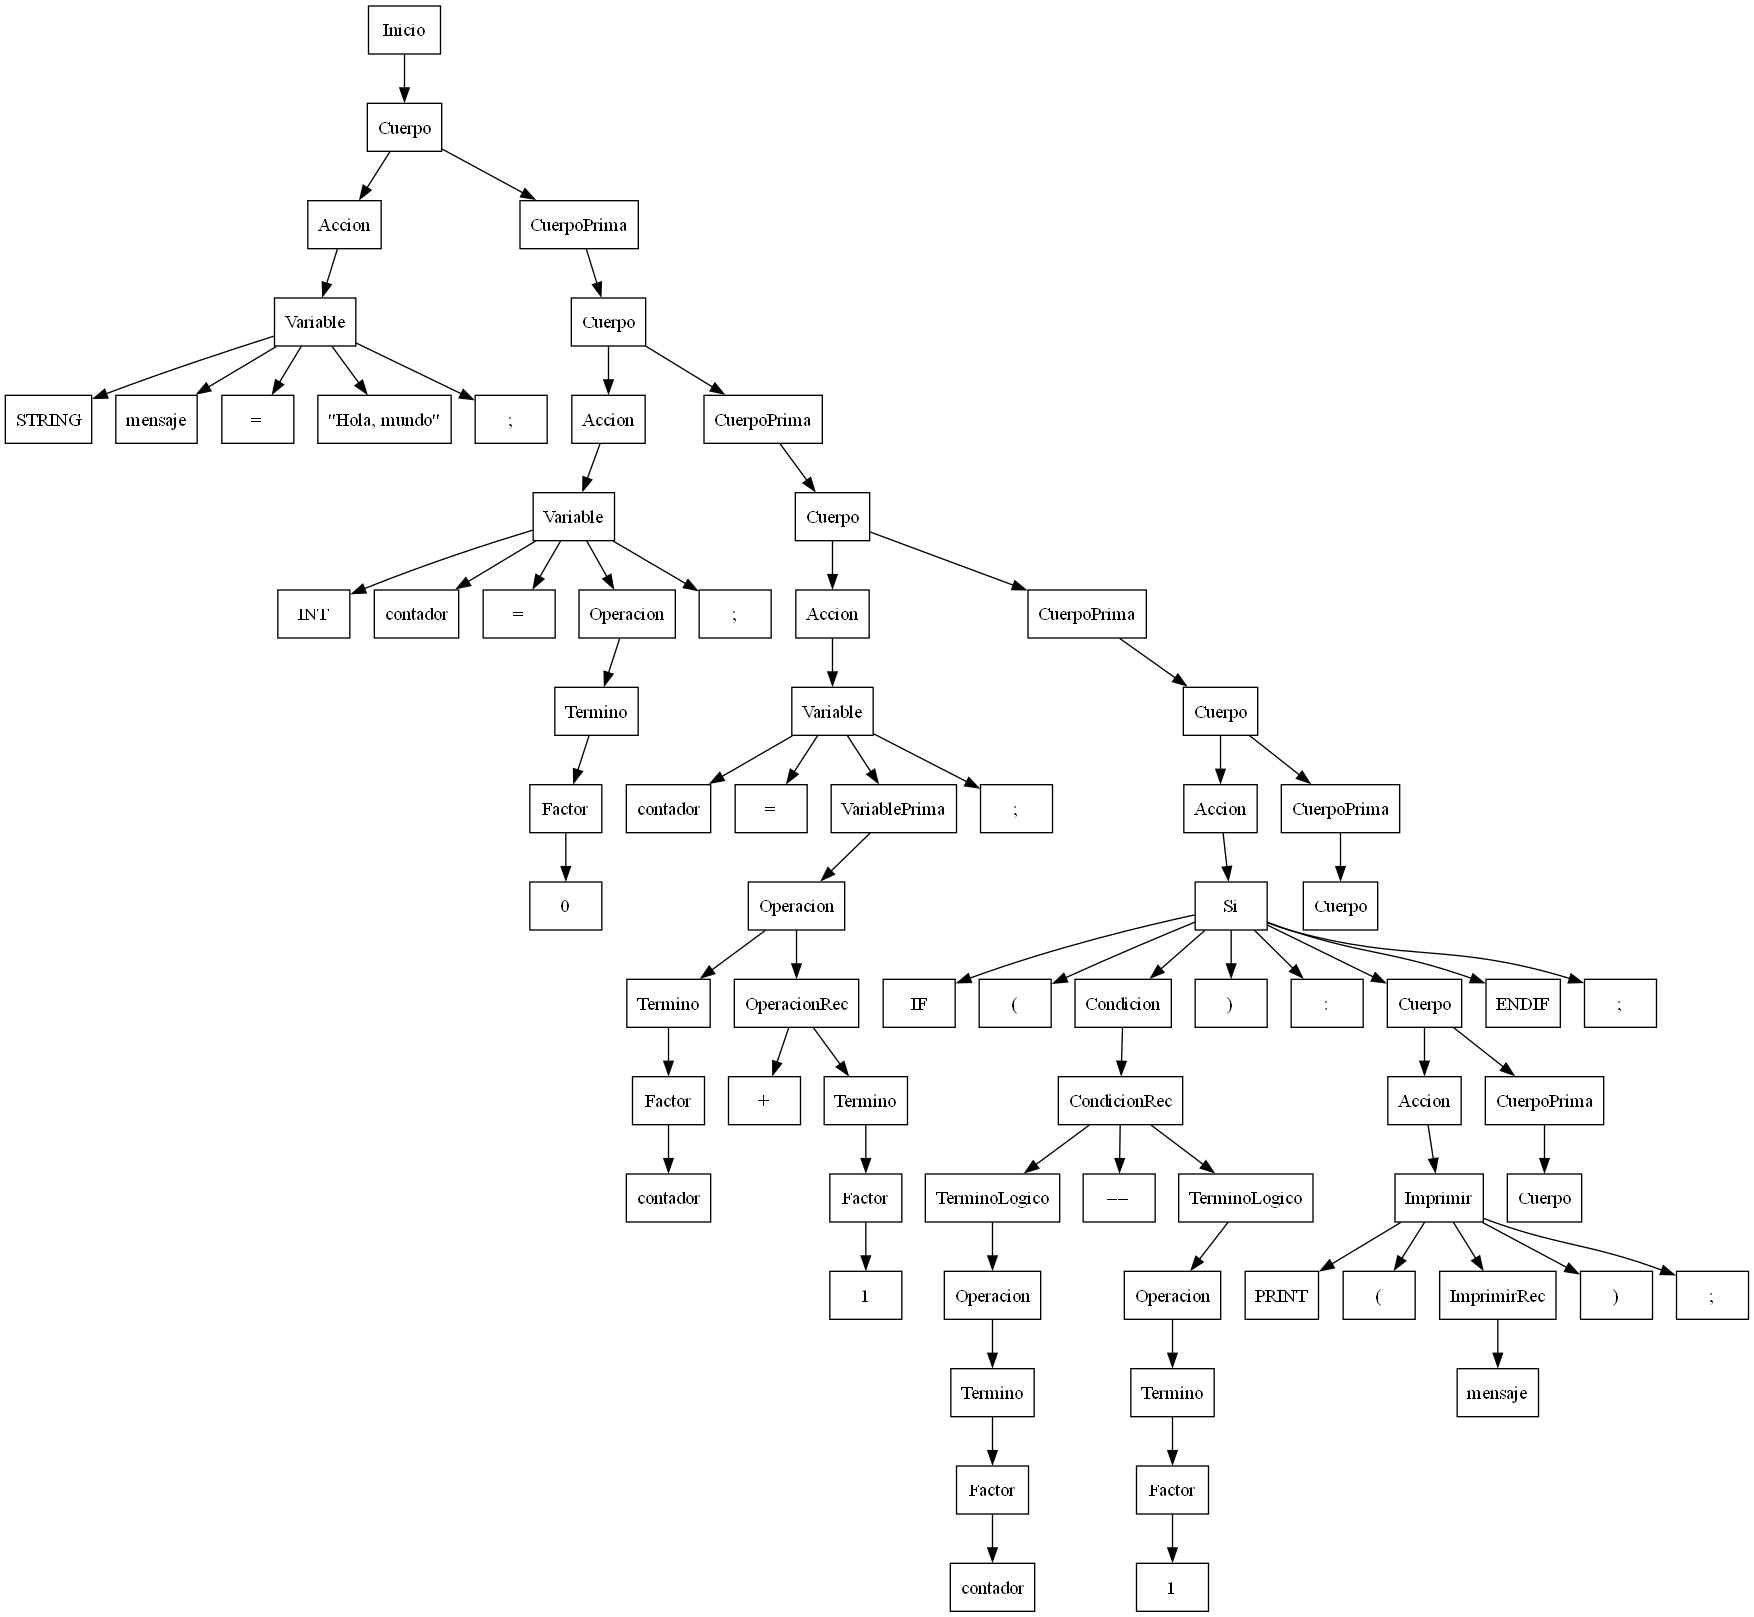 Inicio
Cuerpo
Accion CuerpoPrima
Variable Cuerpo
STRING mensaje = "Hola, mundo" ; Accion CuerpoPrima
Variable Cuerpo
INT contador = Operacion ; Accion CuerpoPrima
Termino Variable Cuerpo
Factor contador = VariablePrima ; Accion CuerpoPrima
0 Operacion Si Cuerpo
Termino OperacionRec IF ( Condicion ) : Cuerpo ENDIF ;
Factor + Termino CondicionRec Accion CuerpoPrima
contador Factor TerminoLogico == TerminoLogico Imprimir Cuerpo
1 Operacion Operacion PRINT ( ImprimirRec ) ;
Termino Termino mensaje
Factor Factor
contador 1